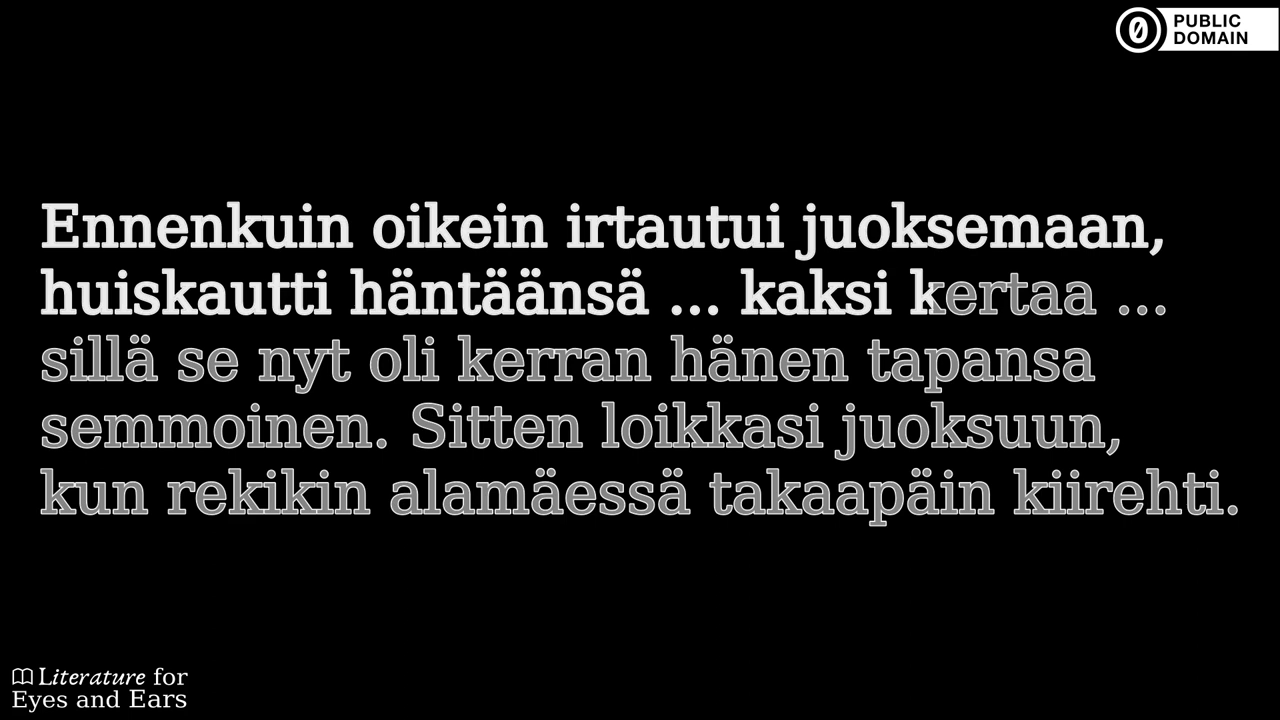 PUBLIC
DOMAIN
Ennenkuin oikein irtautui juoksemaan,
huiskautti häntäänsä ... kaksi kertaa ...
sillä se nyt oli kerran hänen tapansa
semmoinen. Sitten loikkasi juoksuun,
kun rekikin alamäessä takaapäin kiirehti.
Literature for
Eyes and Ears